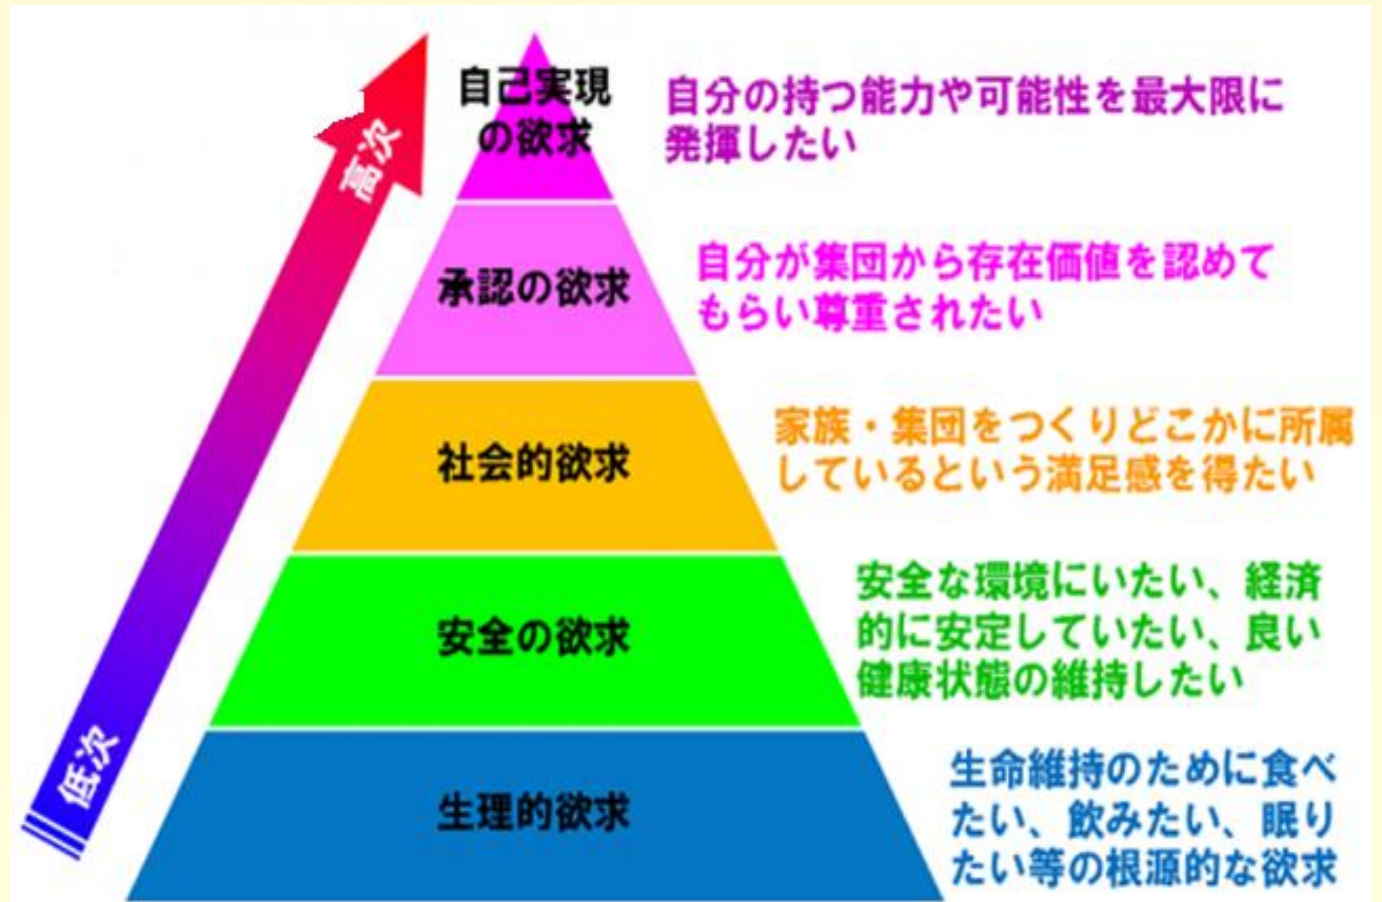 高次
自己実現
の欲求
自分の持つ能力や可能性を最大限に
発揮したい
承認の欲求
自分が集団から存在価値を認めて
もらい尊重されたい
社会的欲求
家族・集団をつくりどこかに所属
しているという満足感を得たい
安全の欲求
安全な環境にいたい、経済
的に安定していたい、良い
健康状態の維持したい
低次
生理的欲求
生命維持のために食べ
たい、飲みたい、眠り
たい等の根源的な欲求